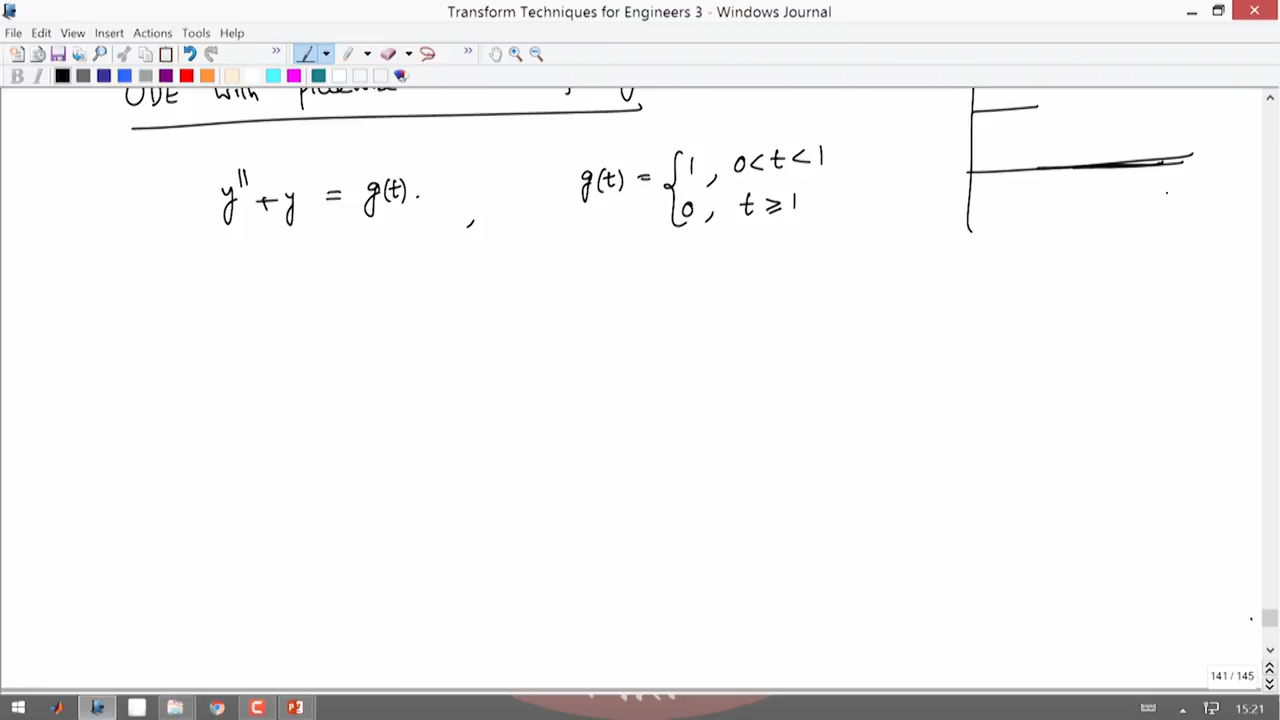 Transform Techniques for Engineers 3 - Windows Journal
File Edit View Insert Actions Tools Help
B I
ODE with
y'' + y = g(t). , g(t) = { 1, 0<t<1
0, t ≥ 1
141 / 145
15:21